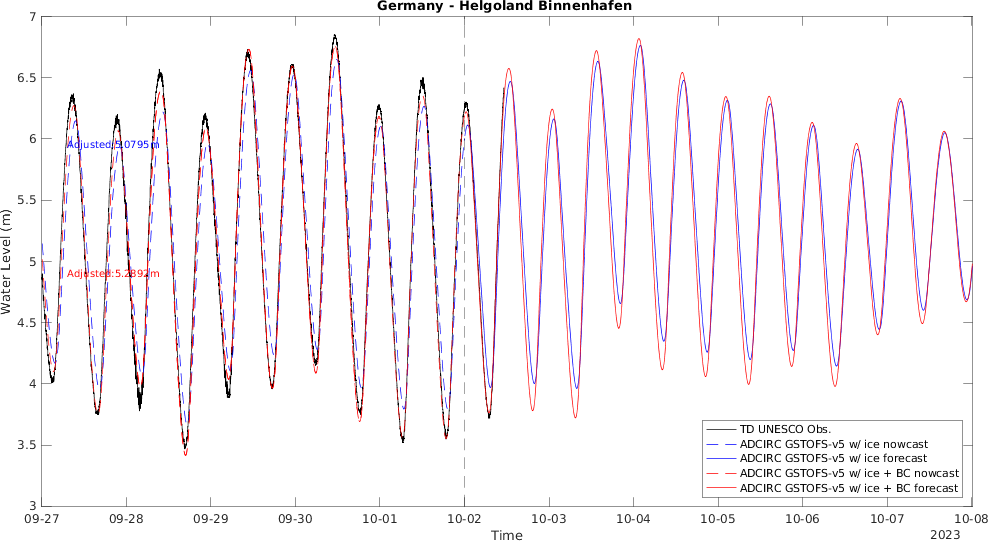 Germany - Helgoland Binnenhafen
Water Level (m)
7
6.5
6
5.5
5
4.5
4
3.5
3
Adjusted:5.0795m
Adjusted:5.2392m
TD UNESCO Obs.
ADCIRC GSTOFS-v5 w/ ice nowcast
ADCIRC GSTOFS-v5 w/ ice forecast
ADCIRC GSTOFS-v5 w/ ice + BC nowcast
ADCIRC GSTOFS-v5 w/ ice + BC forecast
09-27 09-28 09-29 09-30 10-01 10-02 10-03 10-04 10-05 10-06 10-07 10-08
Time
2023